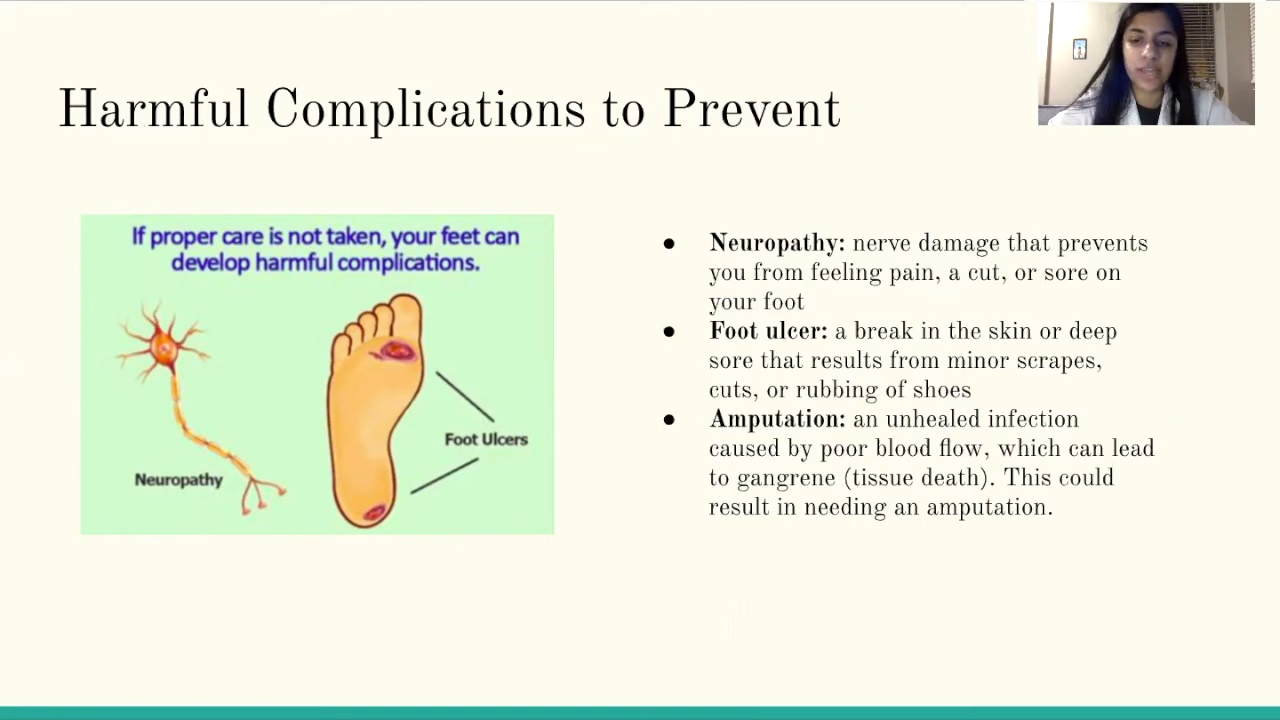 Harmful Complications to Prevent
If proper care is not taken, your feet can
develop harmful complications.
Neuropathy
Foot Ulcers
● Neuropathy: nerve damage that prevents
you from feeling pain, a cut, or sore on
your foot
● Foot ulcer: a break in the skin or deep
sore that results from minor scrapes,
cuts, or rubbing of shoes
● Amputation: an unhealed infection
caused by poor blood flow, which can lead
to gangrene (tissue death). This could
result in needing an amputation.